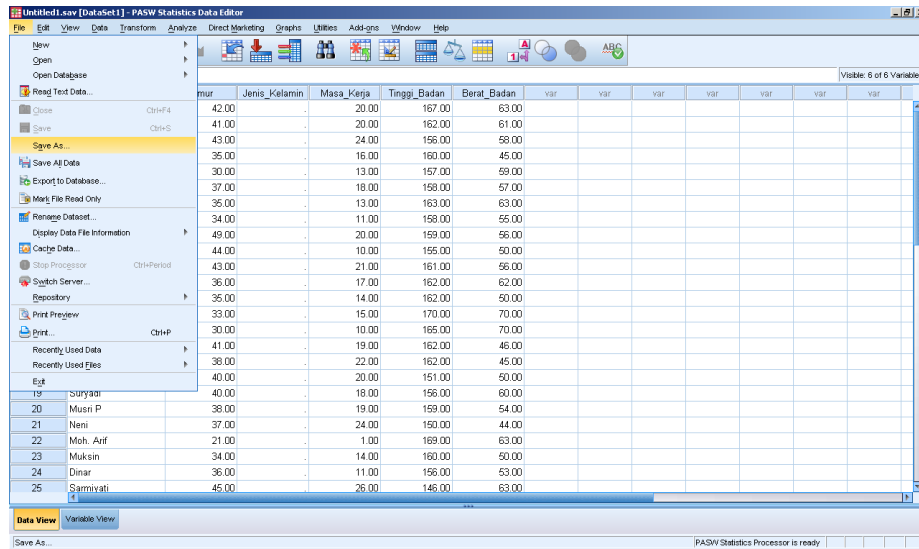 Untitled1.sav [DataSet1] - PASW Statistics Data Editor
File Edit View Data Transform Analyze Direct Marketing Graphs Utilities Add-ons Window Help
New
Open
Open Database
Read Text Data...
Close Ctrl+F4
Save Ctrl+S
Save As...
Save All Data
Export to Database...
Mark File Read Only
Rename Dataset...
Display Data File Information
Cache Data...
Stop Processor Ctrl+Period
Switch Server...
Repository
Print Preview
Print... Ctrl+P
Recently Used Data
Recently Used Files
Exit
Visible: 6 of 6 Variable
mur Jenis_Kelamin Masa_Kerja Tinggi_Badan Berat_Badan var var var var var var
42.00 . 20.00 167.00 63.00
41.00 . 20.00 162.00 61.00
43.00 . 24.00 156.00 58.00
35.00 . 16.00 160.00 45.00
30.00 . 13.00 157.00 59.00
37.00 . 18.00 158.00 57.00
35.00 . 13.00 163.00 63.00
34.00 . 11.00 158.00 55.00
49.00 . 20.00 159.00 56.00
44.00 . 10.00 155.00 50.00
43.00 . 21.00 161.00 56.00
36.00 . 17.00 162.00 62.00
35.00 . 14.00 162.00 50.00
33.00 . 15.00 170.00 70.00
30.00 . 10.00 165.00 70.00
41.00 . 19.00 162.00 46.00
38.00 . 22.00 162.00 45.00
40.00 . 20.00 151.00 50.00
19 Suryadi 40.00 . 18.00 156.00 60.00
20 Musri P 38.00 . 19.00 159.00 54.00
21 Neni 37.00 . 24.00 150.00 44.00
22 Moh. Arif 21.00 . 1.00 169.00 63.00
23 Muksin 34.00 . 14.00 160.00 50.00
24 Dinar 36.00 . 11.00 156.00 53.00
25 Sarmiyati 45.00 . 26.00 146.00 63.00
Data View Variable View
Save As... PASW Statistics Processor is ready